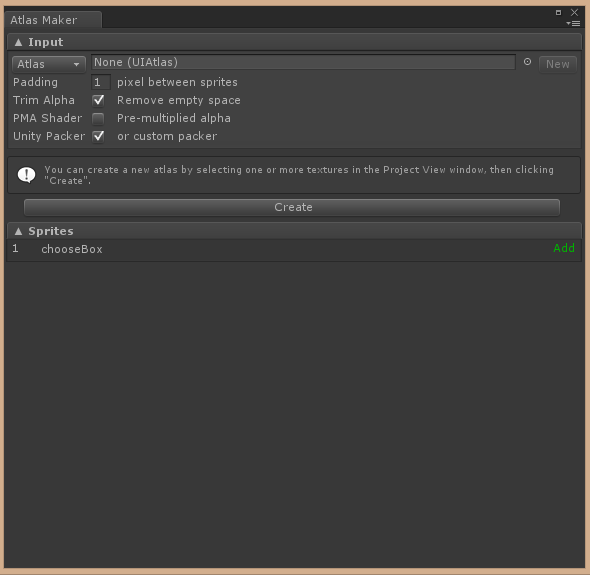 Atlas Maker
▲ Input
Atlas None (UIAtlas) New
Padding 1 pixel between sprites
Trim Alpha Remove empty space
PMA Shader Pre-multiplied alpha
Unity Packer or custom packer
You can create a new atlas by selecting one or more textures in the Project View window, then clicking
"Create".
Create
▲ Sprites
1 chooseBox Add